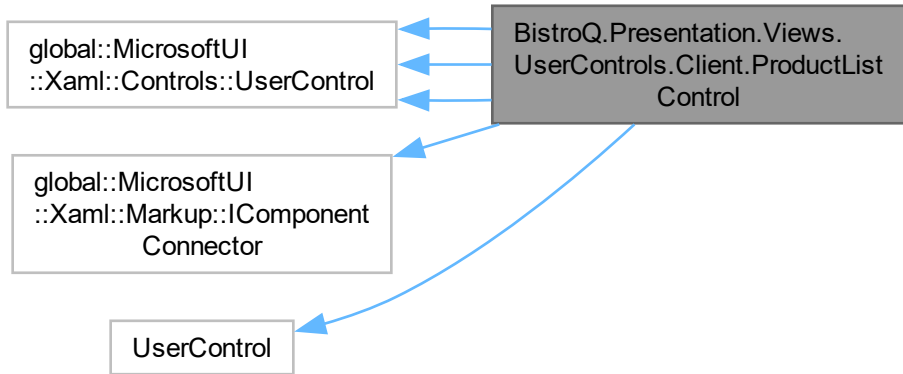 global::MicrosoftUI
::Xaml::Controls::UserControl
BistroQ.Presentation.Views.
UserControls.Client.ProductList
Control
global::MicrosoftUI
::Xaml::Markup::IComponent
Connector
UserControl